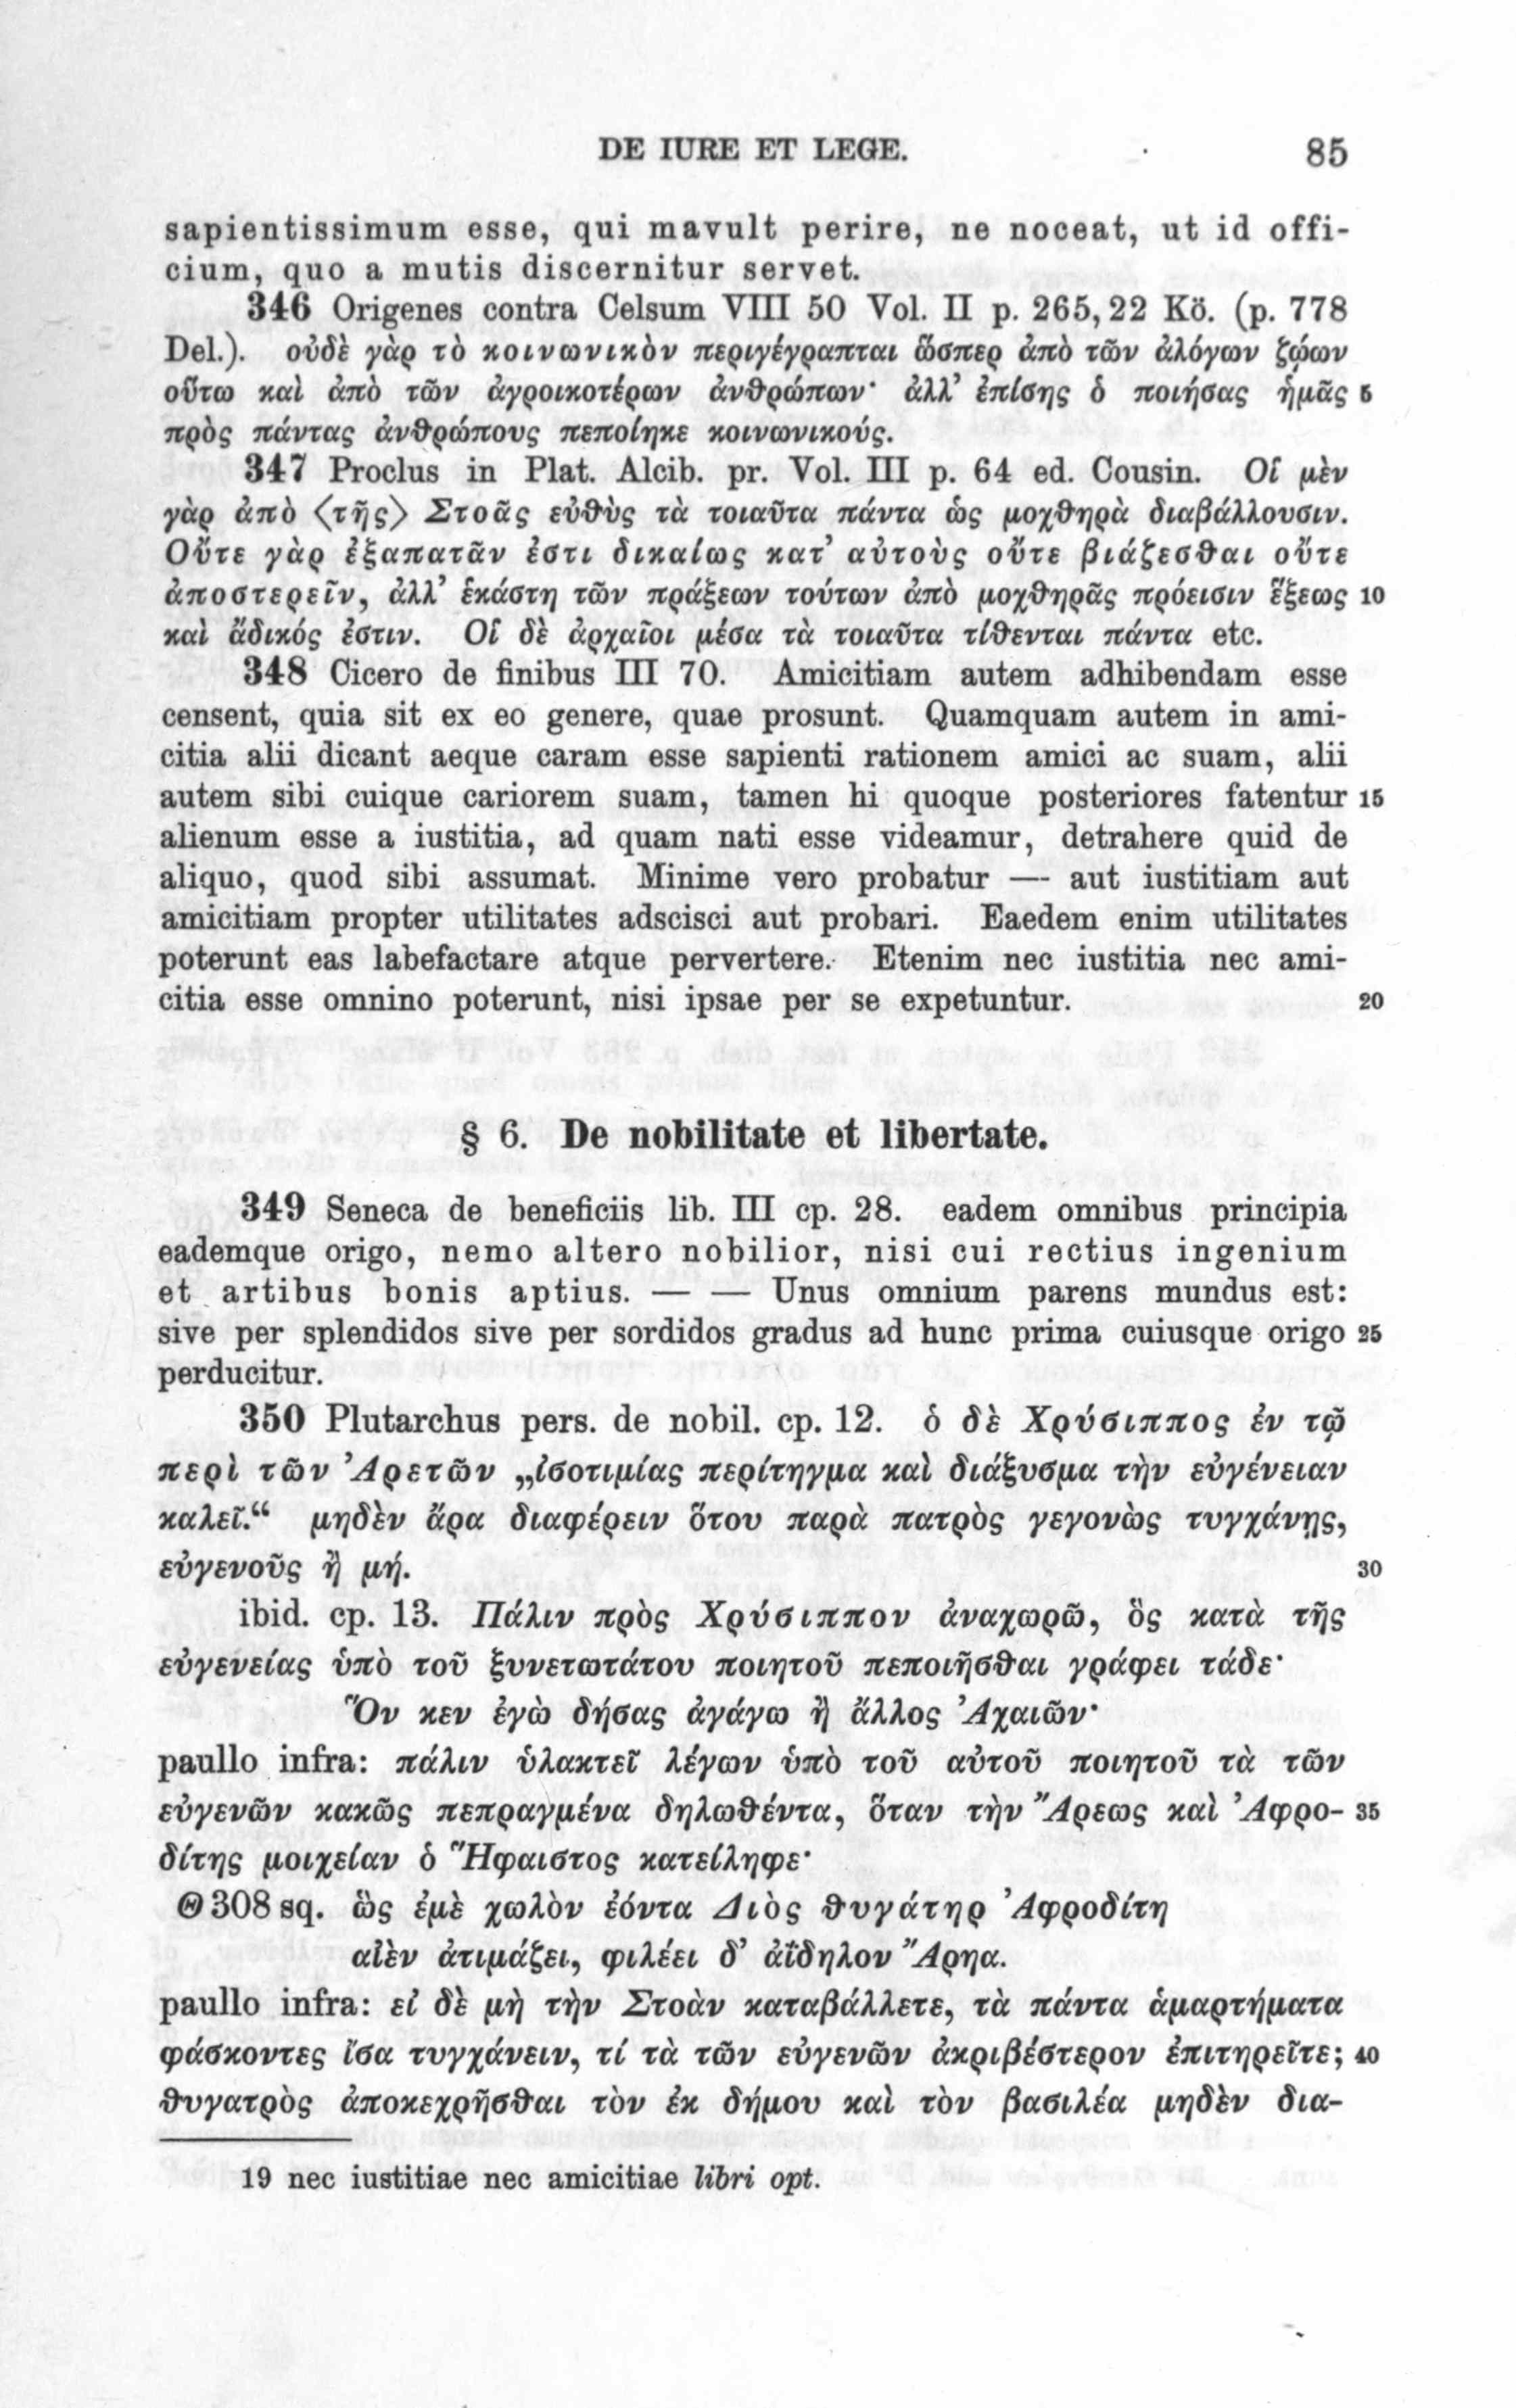 DE IURE ET LEGE. 85
sapientissimum esse, qui mavult perire, ne noceat, ut id offi-
cium, quo a mutis discernitur servet.
346 Origenes contra Celsum VIII 50 Vol. II p. 265,22 Kö. (p. 778
Del.). οὐδὲ γὰρ τὸ κοινωνικὸν περιγέγραπται ὥσπερ ἀπὸ τῶν ἀλόγων ζῴων
οὕτω καὶ ἀπὸ τῶν ἀγροικοτέρων ἀνθρώπων· ἀλλ’ ἐπίσης ὁ ποιήσας ἡμᾶς 5
πρὸς πάντας ἀνθρώπους πεποίηκε κοινωνικούς.
347 Proclus in Plat. Alcib. pr. Vol. III p. 64 ed. Cousin. Οἱ μὲν
γὰρ ἀπὸ ⟨τῆς⟩ Στοᾶς εὐθὺς τὰ τοιαῦτα πάντα ὡς μοχθηρὰ διαβάλλουσιν.
Οὔτε γὰρ ἐξαπατᾶν ἐστι δικαίως κατ’ αὐτοὺς οὔτε βιάζεσθαι οὔτε
ἀποστερεῖν, ἀλλ’ ἑκάστη τῶν πράξεων τούτων ἀπὸ μοχθηρᾶς πρόεισιν ἕξεως 10
καὶ ἄδικός ἐστιν. Οἱ δὲ ἀρχαῖοι μέσα τὰ τοιαῦτα τίθενται πάντα etc.
348 Cicero de finibus III 70. Amicitiam autem adhibendam esse
censent, quia sit ex eo genere, quae prosunt. Quamquam autem in ami-
citia alii dicant aeque caram esse sapienti rationem amici ac suam, alii
autem sibi cuique cariorem suam, tamen hi quoque posteriores fatentur 15
alienum esse a iustitia, ad quam nati esse videamur, detrahere quid de
aliquo, quod sibi assumat. Minime vero probatur — aut iustitiam aut
amicitiam propter utilitates adscisci aut probari. Eaedem enim utilitates
poterunt eas labefactare atque pervertere. Etenim nec iustitia nec ami-
citia esse omnino poterunt, nisi ipsae per se expetuntur. 20
§ 6. De nobilitate et libertate.
349 Seneca de beneficiis lib. III cp. 28. eadem omnibus principia
eademque origo, nemo altero nobilior, nisi cui rectius ingenium
et artibus bonis aptius. — — Unus omnium parens mundus est:
sive per splendidos sive per sordidos gradus ad hunc prima cuiusque origo 25
perducitur.
350 Plutarchus pers. de nobil. cp. 12. ὁ δὲ Χρύσιππος ἐν τῷ
περὶ τῶν Ἀρετῶν „ἰσοτιμίας περίτηγμα καὶ διάξυσμα τὴν εὐγένειαν
καλεῖ.“ μηδὲν ἄρα διαφέρειν ὅτου παρὰ πατρὸς γεγονὼς τυγχάνῃς,
εὐγενοῦς ἢ μή. 30
ibid. cp. 13. Πάλιν πρὸς Χρύσιππον ἀναχωρῶ, ὃς κατὰ τῆς
εὐγενείας ὑπὸ τοῦ ξυνετωτάτου ποιητοῦ πεποιῆσθαι γράφει τάδε·
Ὅν κεν ἐγὼ δήσας ἀγάγω ἢ ἄλλος Ἀχαιῶν·
paullo infra: πάλιν ὑλακτεῖ λέγων ὑπὸ τοῦ αὐτοῦ ποιητοῦ τὰ τῶν
εὐγενῶν κακῶς πεπραγμένα δηλωθέντα, ὅταν τὴν Ἄρεως καὶ Ἀφρο- 35
δίτης μοιχείαν ὁ Ἥφαιστος κατείληφε·
Θ 308 sq. ὣς ἐμὲ χωλὸν ἐόντα Διὸς θυγάτηρ Ἀφροδίτη
αἰὲν ἀτιμάζει, φιλέει δ’ ἀΐδηλον Ἄρηα.
paullo infra: εἰ δὲ μὴ τὴν Στοὰν καταβάλλετε, τὰ πάντα ἁμαρτήματα
φάσκοντες ἴσα τυγχάνειν, τί τὰ τῶν εὐγενῶν ἀκριβέστερον ἐπιτηρεῖτε; 40
θυγατρὸς ἀποκεχρῆσθαι τὸν ἐκ δήμου καὶ τὸν βασιλέα μηδὲν δια-
19 nec iustitiae nec amicitiae libri opt.